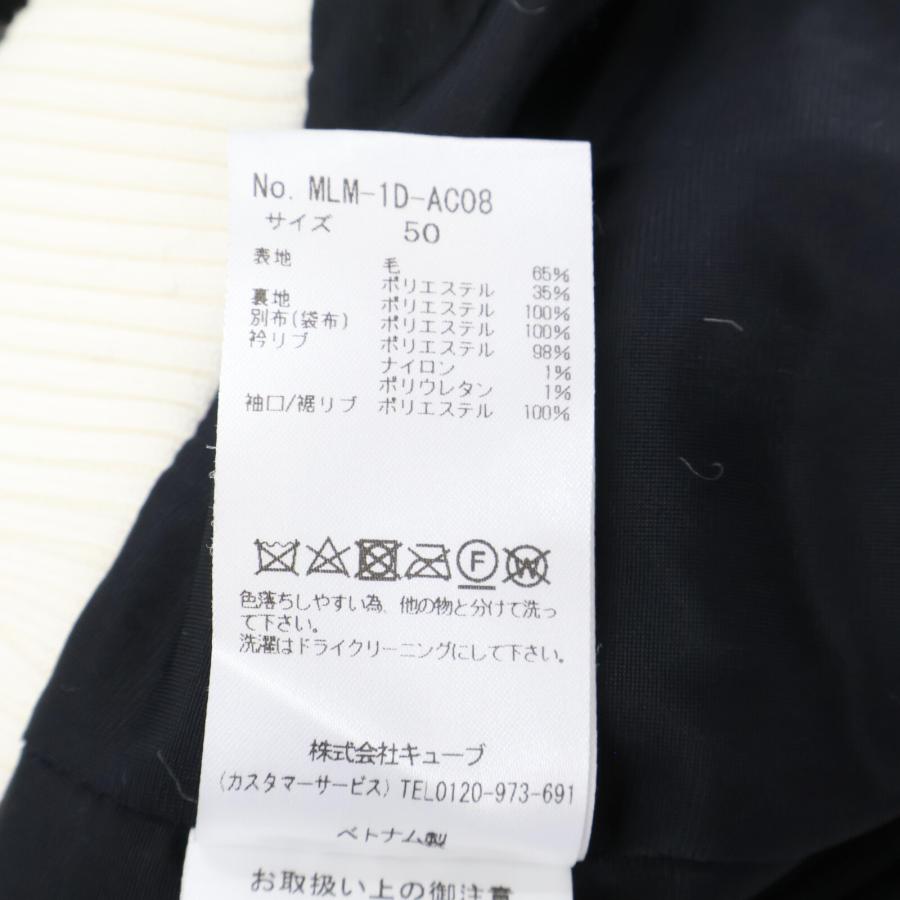 No. MLM-1D-AC08
サイズ 50
表地 毛 65%
ポリエステル 35%
裏地 ポリエステル 100%
別布(袋布) ポリエステル 100%
衿リブ ポリエステル 98%
ナイロン 1%
ポリウレタン 1%
袖口/裾リブ ポリエステル 100%
F W
色落ちしやすい為、他の物と分けて洗っ
て下さい。
洗濯はドライクリーニングにして下さい。
株式会社キューブ
(カスタマーサービス) TEL0120-973-691
ベトナム製
お取扱い上の御注意